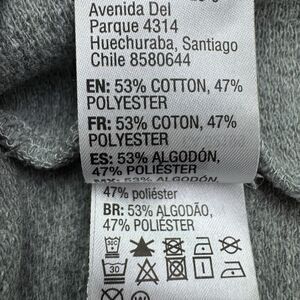 Avenida Del
Parque 4314
Huechuraba, Santiago
Chile 8580644
EN: 53% COTTON, 47%
POLYESTER
FR: 53% COTON, 47%
POLYESTER
ES: 53% ALGODÓN,
47% POLIÉSTER
47% poliéster
BR: 53% ALGODÃO,
47% POLIÉSTER
30